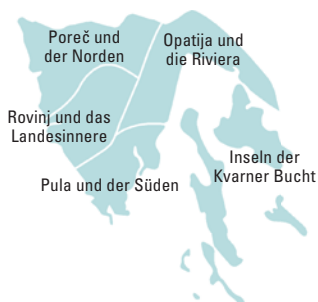 Poreč und
der Norden
Opatija und
die Riviera
Rovinj und das
Landesinnere
Inseln der
Kvarner Bucht
Pula und der Süden